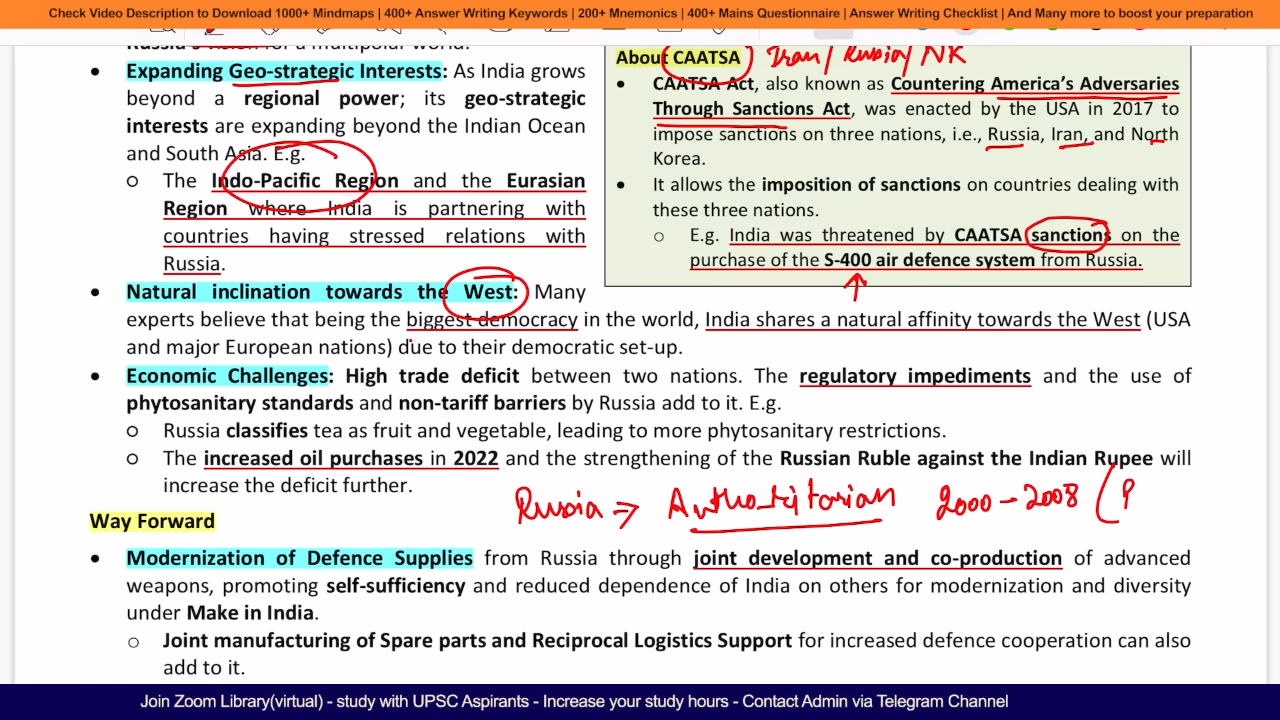 Check Video Description to Download 1000+ Mindmaps | 400+ Answer Writing Keywords | 200+ Mnemonics | 400+ Mains Questionnaire | Answer Writing Checklist | And Many more to boost your preparation
Russia's vision for a multipolar world.
• Expanding Geo-strategic Interests: As India grows
beyond a regional power; its geo-strategic
interests are expanding beyond the Indian Ocean
and South Asia. E.g.
o The Indo-Pacific Region and the Eurasian
Region where India is partnering with
countries having stressed relations with
Russia.
About CAATSA Iran / Russia / NK
• CAATSA Act, also known as Countering America's Adversaries
Through Sanctions Act, was enacted by the USA in 2017 to
impose sanctions on three nations, i.e., Russia, Iran, and North
Korea.
• It allows the imposition of sanctions on countries dealing with
these three nations.
o E.g. India was threatened by CAATSA sanctions on the
purchase of the S-400 air defence system from Russia.
• Natural inclination towards the West: Many
experts believe that being the biggest democracy in the world, India shares a natural affinity towards the West (USA
and major European nations) due to their democratic set-up.
• Economic Challenges: High trade deficit between two nations. The regulatory impediments and the use of
phytosanitary standards and non-tariff barriers by Russia add to it. E.g.
o Russia classifies tea as fruit and vegetable, leading to more phytosanitary restrictions.
o The increased oil purchases in 2022 and the strengthening of the Russian Ruble against the Indian Rupee will
increase the deficit further.
Russia => Authoritarian 2000-2008 (P
Way Forward
• Modernization of Defence Supplies from Russia through joint development and co-production of advanced
weapons, promoting self-sufficiency and reduced dependence of India on others for modernization and diversity
under Make in India.
o Joint manufacturing of Spare parts and Reciprocal Logistics Support for increased defence cooperation can also
add to it.
Join Zoom Library(virtual) - study with UPSC Aspirants - Increase your study hours - Contact Admin via Telegram Channel